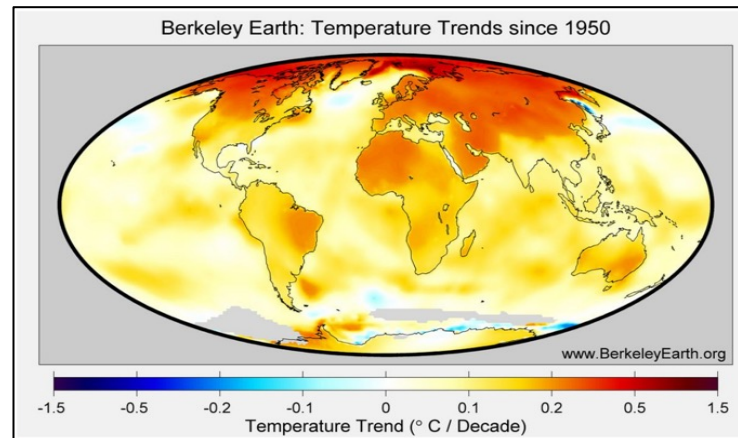 Berkeley Earth: Temperature Trends since 1950
www.BerkeleyEarth.org
-1.5 -0.5 -0.2 -0.1 0 0.1 0.2 0.5 1.5
Temperature Trend (° C / Decade)